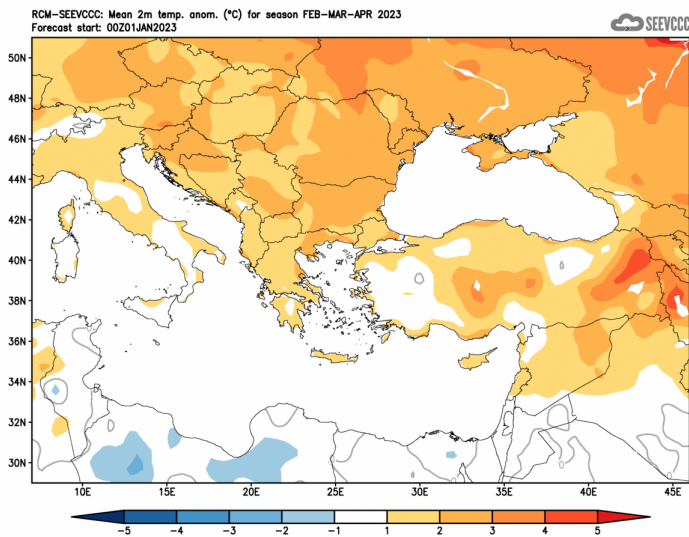 RCM-SEEVCCC: Mean 2m temp. anom. (°C) for season FEB-MAR-APR 2023
Forecast start: 00Z01JAN2023
SEEVCCC
50N
48N
46N
44N
42N
40N
38N
36N
34N
32N
30N
10E 15E 20E 25E 30E 35E 40E 45E
-5 -4 -3 -2 -1 1 2 3 4 5